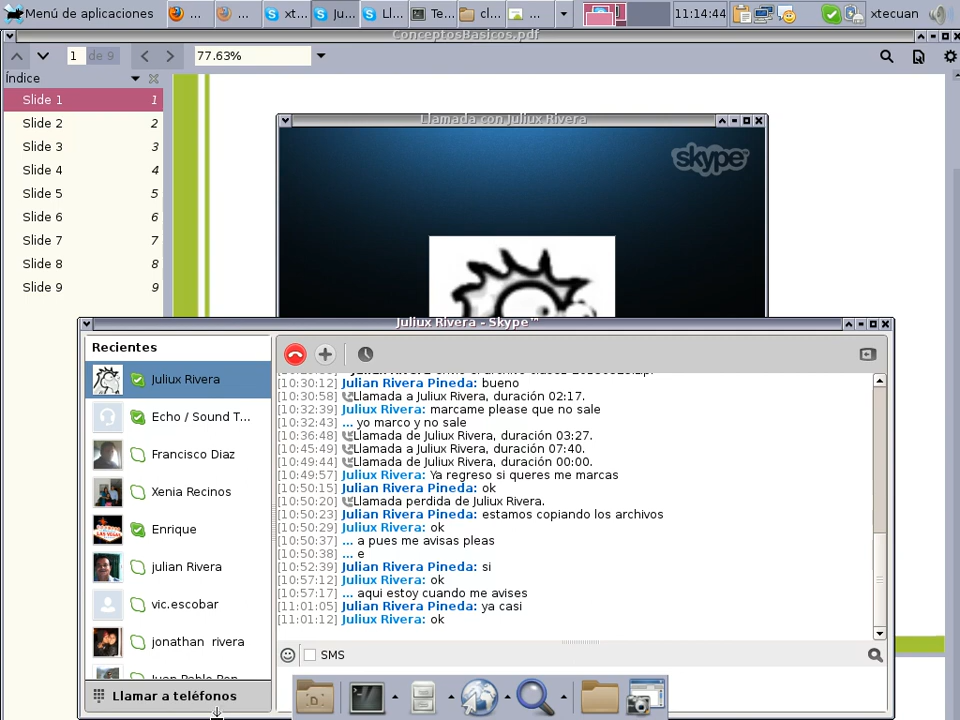 Menú de aplicaciones
...
...
xt...
Ju...
Ll...
Te...
cl...
...
11:14:44
xtecuan
ConceptosBasicos.pdf
1 de 9
77.63%
Índice
Slide 1 1
Slide 2 2
Slide 3 3
Slide 4 4
Slide 5 5
Slide 6 6
Slide 7 7
Slide 8 8
Slide 9 9
Llamada con Juliux Rivera
skype™
Juliux Rivera - Skype™
Recientes
Juliux Rivera
Echo / Sound T...
Francisco Diaz
Xenia Recinos
Enrique
julian Rivera
vic.escobar
jonathan rivera
Llamar a teléfonos
[10:30:12] Julian Rivera Pineda: bueno
[10:30:58] Llamada a Juliux Rivera, duración 02:17.
[10:32:39] Juliux Rivera: marcame please que no sale
[10:32:43] ... yo marco y no sale
[10:36:48] Llamada de Juliux Rivera, duración 03:27.
[10:45:49] Llamada a Juliux Rivera, duración 07:40.
[10:49:44] Llamada de Juliux Rivera, duración 00:00.
[10:49:57] Juliux Rivera: Ya regreso si queres me marcas
[10:50:15] Julian Rivera Pineda: ok
[10:50:20] Llamada perdida de Juliux Rivera.
[10:50:23] Julian Rivera Pineda: estamos copiando los archivos
[10:50:29] Juliux Rivera: ok
[10:50:37] ... a pues me avisas pleas
[10:50:38] ... e
[10:52:39] Julian Rivera Pineda: si
[10:57:12] Juliux Rivera: ok
[10:57:17] ... aqui estoy cuando me avises
[11:01:05] Julian Rivera Pineda: ya casi
[11:01:12] Juliux Rivera: ok
SMS